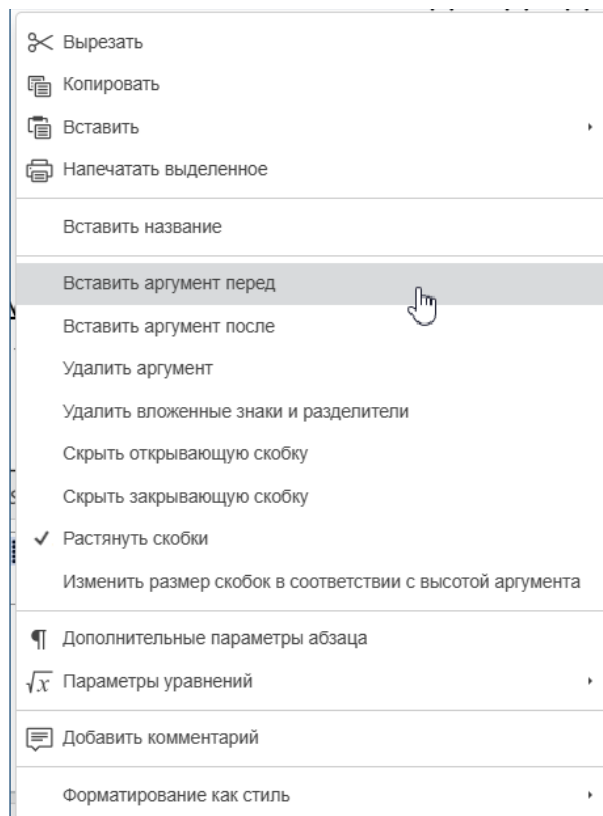 Вырезать
Копировать
Вставить
Напечатать выделенное
Вставить название
Вставить аргумент перед
Вставить аргумент после
Удалить аргумент
Удалить вложенные знаки и разделители
Скрыть открывающую скобку
Скрыть закрывающую скобку
Растянуть скобки
Изменить размер скобок в соответствии с высотой аргумента
Дополнительные параметры абзаца
Параметры уравнений
Добавить комментарий
Форматирование как стиль